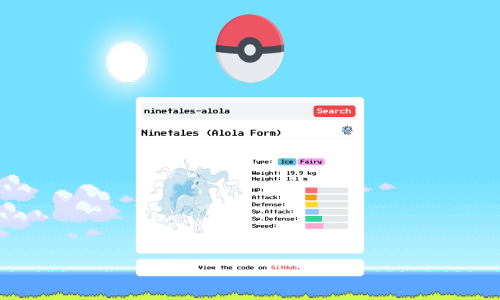 ninetales-alola Search
Ninetales (Alola Form)
Type: Ice Fairy
Weight: 19.9 kg
Height: 1.1 m
HP:
Attack:
Defense:
Sp.Attack:
Sp.Defense:
Speed:
View the code on GitHub.